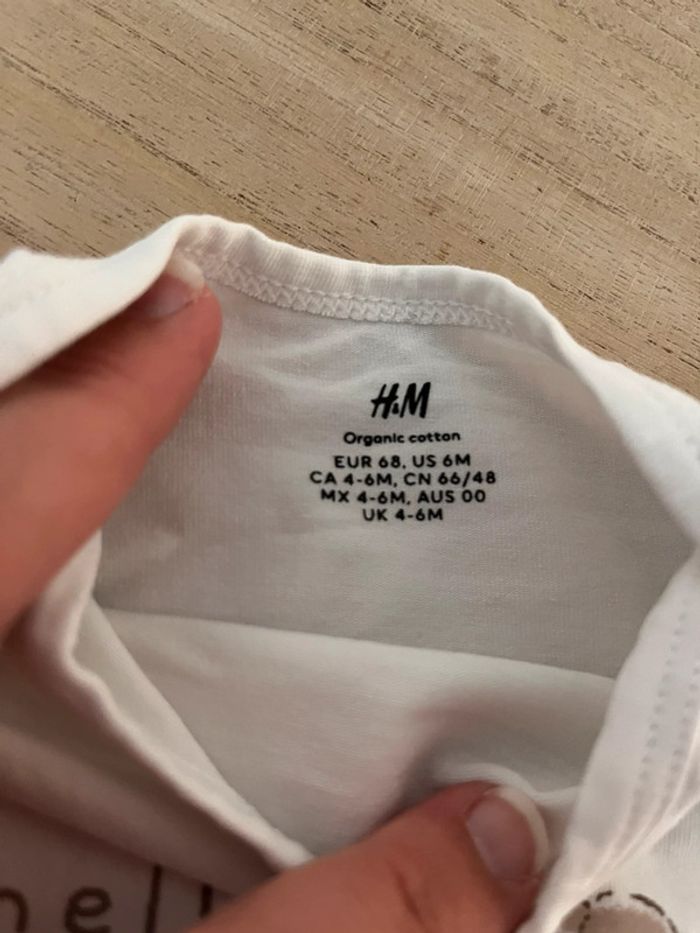 H&M
Organic cotton
EUR 68, US 6M
CA 4-6M, CN 66/48
MX 4-6M, AUS 00
UK 4-6M